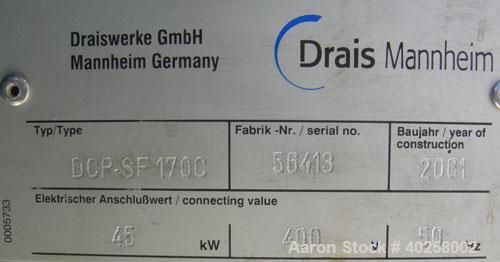 Draiswerke GmbH
Mannheim Germany
Drais Mannheim
Typ/Type
Fabrik -Nr. / serial no.
Baujahr / year of construction
DCP-SF 170C
56413
2001
Elektrischer Anschlußwert / connecting value
45 kW
400 V
50 Hz
0005733
Aaron Stock # 40258002